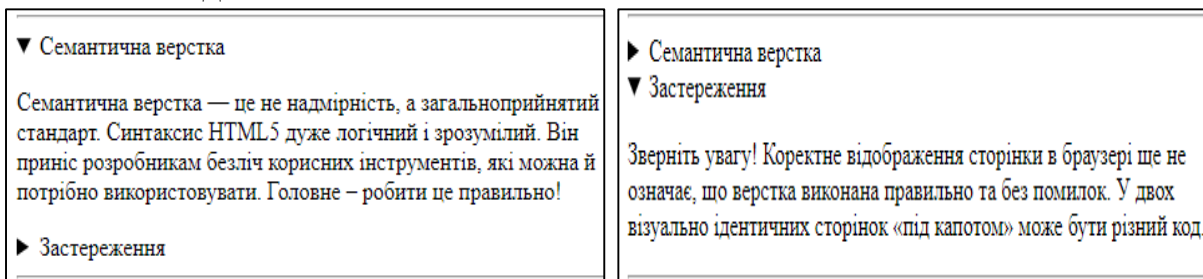 ▼ Семантична верстка
Семантична верстка — це не надмірність, а загальноприйнятий
стандарт. Синтаксис HTML5 дуже логічний і зрозумілий. Він
приніс розробникам безліч корисних інструментів, які можна й
потрібно використовувати. Головне – робити це правильно!
▶ Застереження
▶ Семантична верстка
▼ Застереження
Зверніть увагу! Коректне відображення сторінки в браузері ще не
означає, що верстка виконана правильно та без помилок. У двох
візуально ідентичних сторінок «під капотом» може бути різний код.